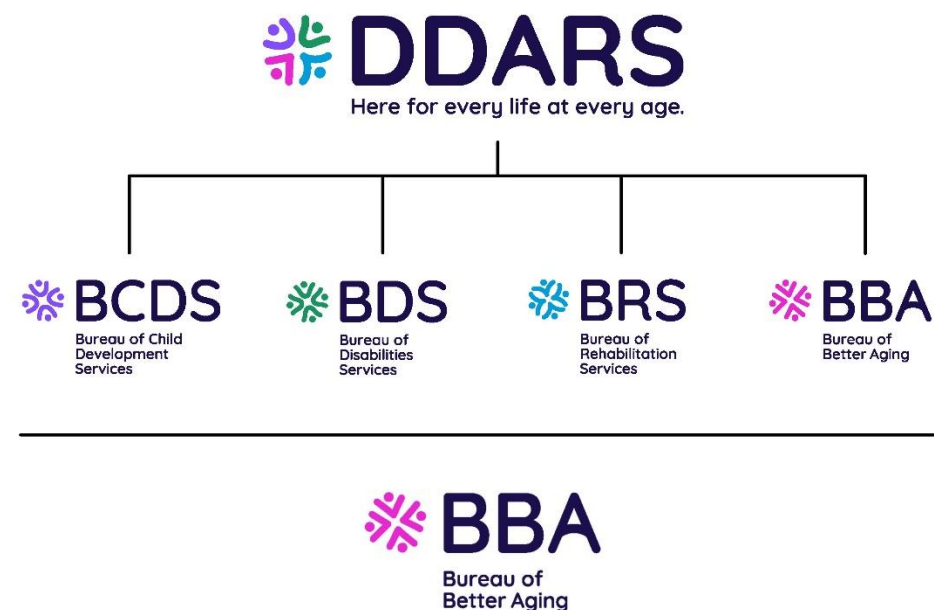 DDARS
Here for every life at every age.
BCDS
Bureau of Child
Development
Services
BDS
Bureau of
Disabilities
Services
BRS
Bureau of
Rehabilitation
Services
BBA
Bureau of
Better Aging
BBA
Bureau of
Better Aging